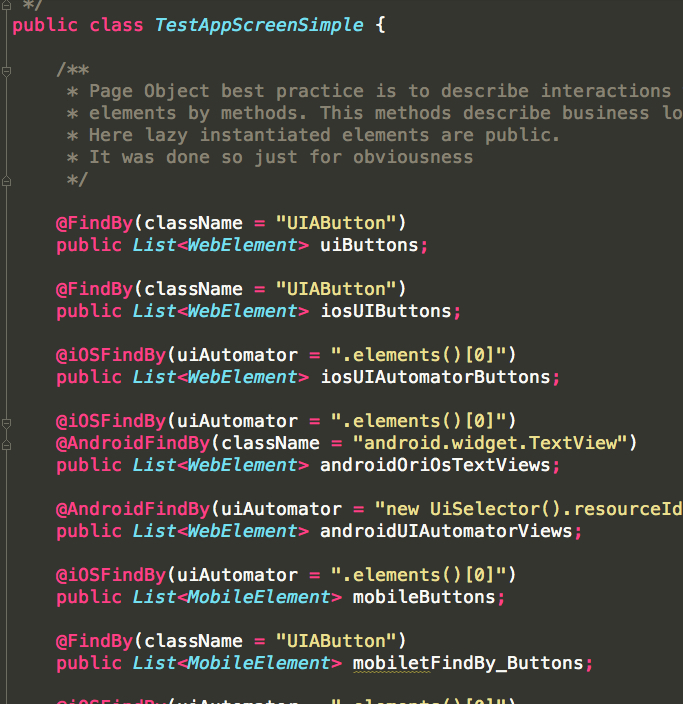 */
public class TestAppScreenSimple {
/**
* Page Object best practice is to describe interactions
* elements by methods. This methods describe business lo
* Here lazy instantiated elements are public.
* It was done so just for obviousness
*/
@FindBy(className = "UIAButton")
public List<WebElement> uiButtons;
@FindBy(className = "UIAButton")
public List<WebElement> iosUIButtons;
@iOSFindBy(uiAutomator = ".elements()[0]")
public List<WebElement> iosUIAutomatorButtons;
@iOSFindBy(uiAutomator = ".elements()[0]")
@AndroidFindBy(className = "android.widget.TextView")
public List<WebElement> androidOriOsTextViews;
@AndroidFindBy(uiAutomator = "new UiSelector().resourceId
public List<WebElement> androidUIAutomatorViews;
@iOSFindBy(uiAutomator = ".elements()[0]")
public List<MobileElement> mobileButtons;
@FindBy(className = "UIAButton")
public List<MobileElement> mobiletFindBy_Buttons;
@iOSFindBy(uiAutomator = ".elements()[0]")